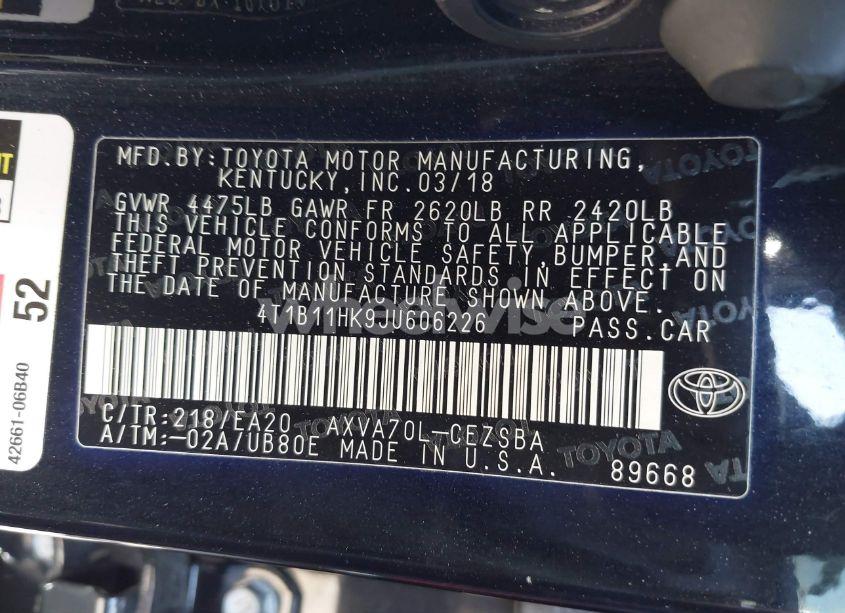 MFD.BY:TOYOTA MOTOR MANUFACTURING,
KENTUCKY,INC.03/18
GVWR 4475LB GAWR FR 2620LB RR 2420LB
THIS VEHICLE CONFORMS TO ALL APPLICABLE
FEDERAL MOTOR VEHICLE SAFETY,BUMPER,AND
THEFT PREVENTION STANDARDS IN EFFECT ON
THE DATE OF MANUFACTURE SHOWN ABOVE.
4T1B11HK9JU606226 PASS.CAR
C/TR:218/EA20 AXVA70L-CEZSBA
A/TM:-02A/UB80E MADE IN U.S.A.
89668
52
42661-06B40
TOYOTA